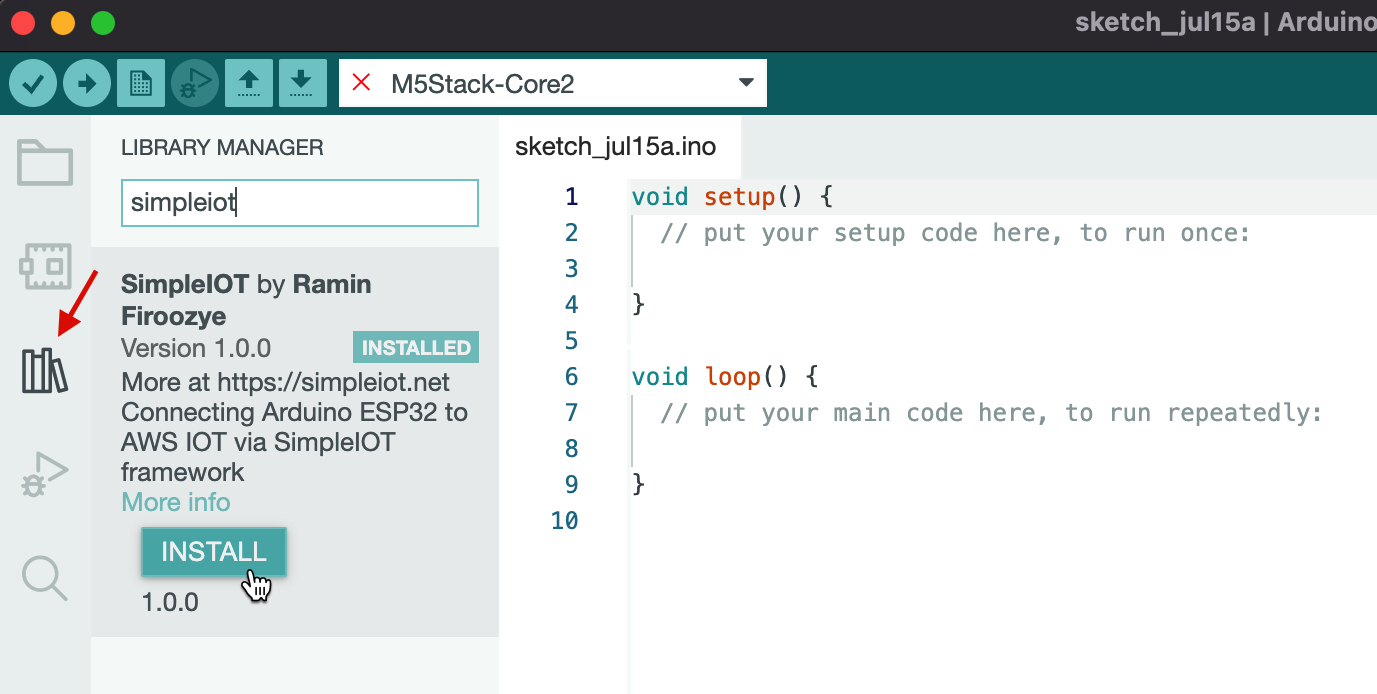 sketch_jul15a | Arduino
M5Stack-Core2
LIBRARY MANAGER
simpleiot
SimpleIOT by Ramin
Firoozye
Version 1.0.0
INSTALLED
More at https://simpleiot.net
Connecting Arduino ESP32 to
AWS IOT via SimpleIOT
framework
More info
INSTALL
1.0.0
sketch_jul15a.ino
1 void setup() {
2 // put your setup code here, to run once:
3
4 }
5
6 void loop() {
7 // put your main code here, to run repeatedly:
8
9 }
10